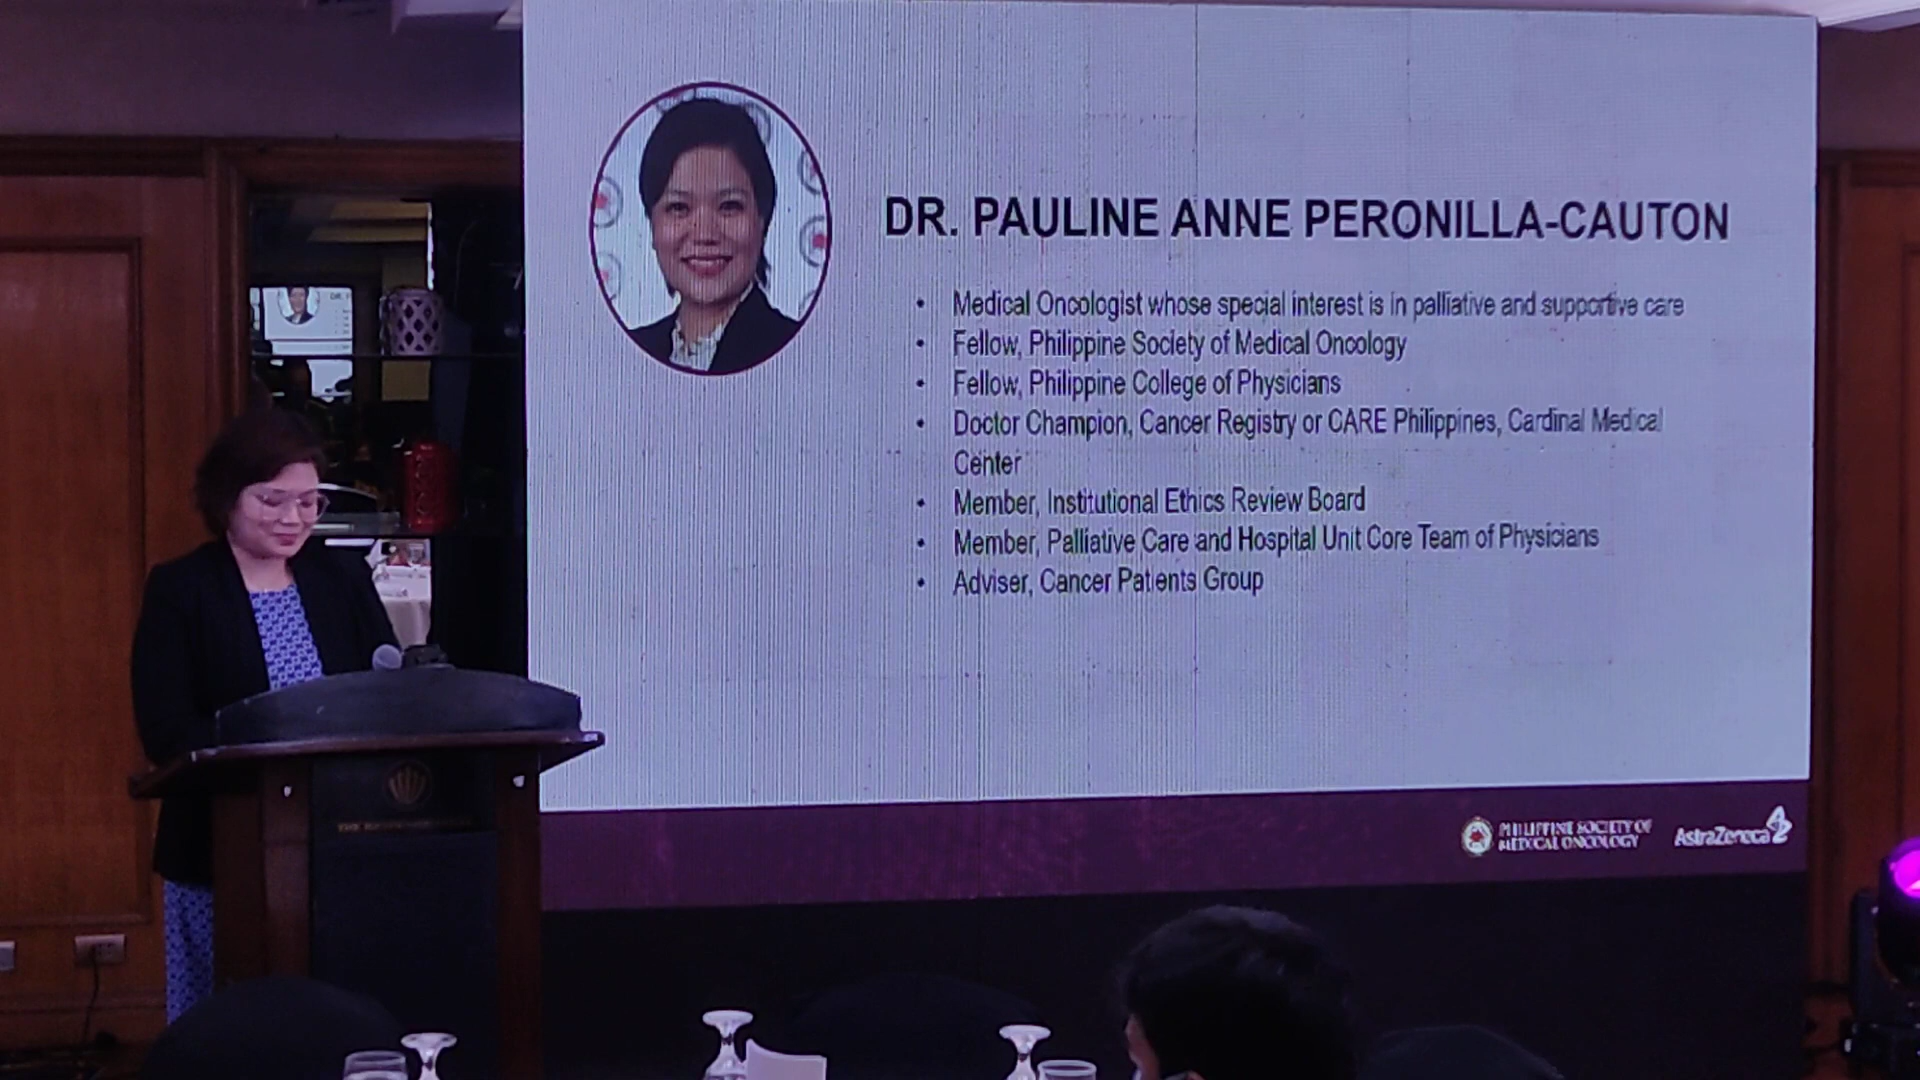 DR. PAULINE ANNE PERONILLA-CAUTON
• Medical Oncologist whose special interest is in palliative and supportive care
• Fellow, Philippine Society of Medical Oncology
• Fellow, Philippine College of Physicians
• Doctor Champion, Cancer Registry or CARE Philippines, Cardinal Medical
Center
• Member, Institutional Ethics Review Board
• Member, Palliative Care and Hospital Unit Core Team of Physicians
• Adviser, Cancer Patients Group
PHILIPPINE SOCIETY OF
MEDICAL ONCOLOGY
AstraZeneca